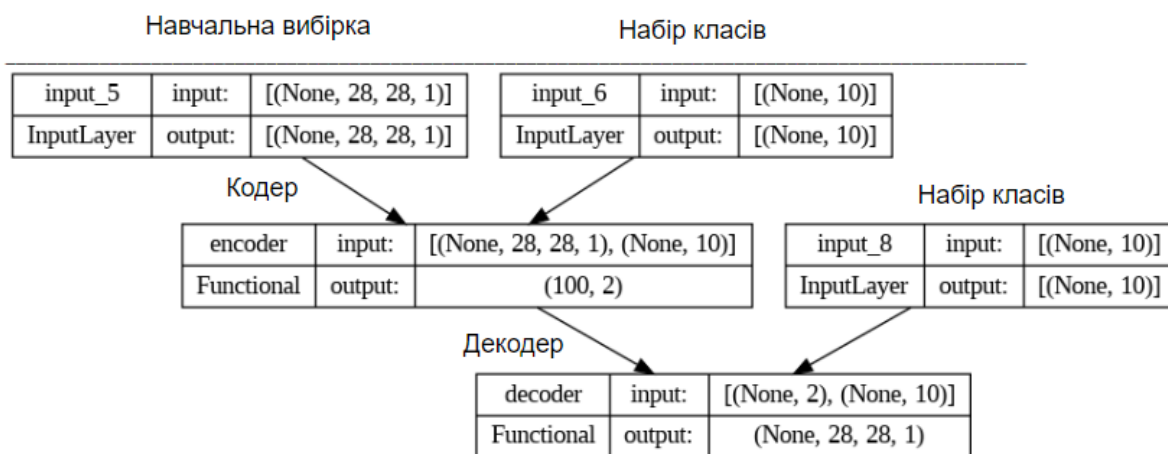 Навчальна вибірка Набір класів
input_5 input: [(None, 28, 28, 1)] input_6 input: [(None, 10)]
InputLayer output: [(None, 28, 28, 1)] InputLayer output: [(None, 10)]
Кодер
Набір класів
encoder input: [(None, 28, 28, 1), (None, 10)] input_8 input: [(None, 10)]
Functional output: (100, 2) InputLayer output: [(None, 10)]
Декодер
decoder input: [(None, 2), (None, 10)]
Functional output: (None, 28, 28, 1)